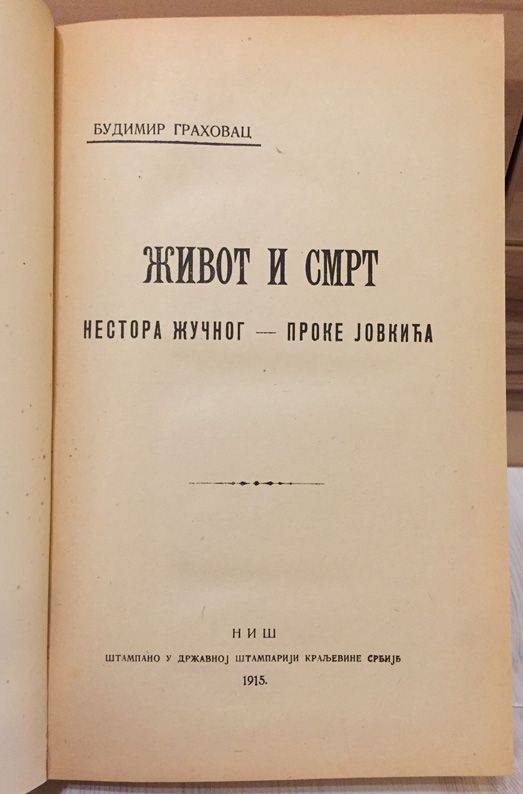 БУДИМИР ГРАХОВАЦ
ЖИВОТ И СМРТ
НЕСТОРА ЖУЧНОГ — ПРОКЕ ЈОВКИЋА
НИШ
ШТАМПАНО У ДРЖАВНОЈ ШТАМПАРИЈИ КРАЉЕВИНЕ СРБИЈЕ
1915.